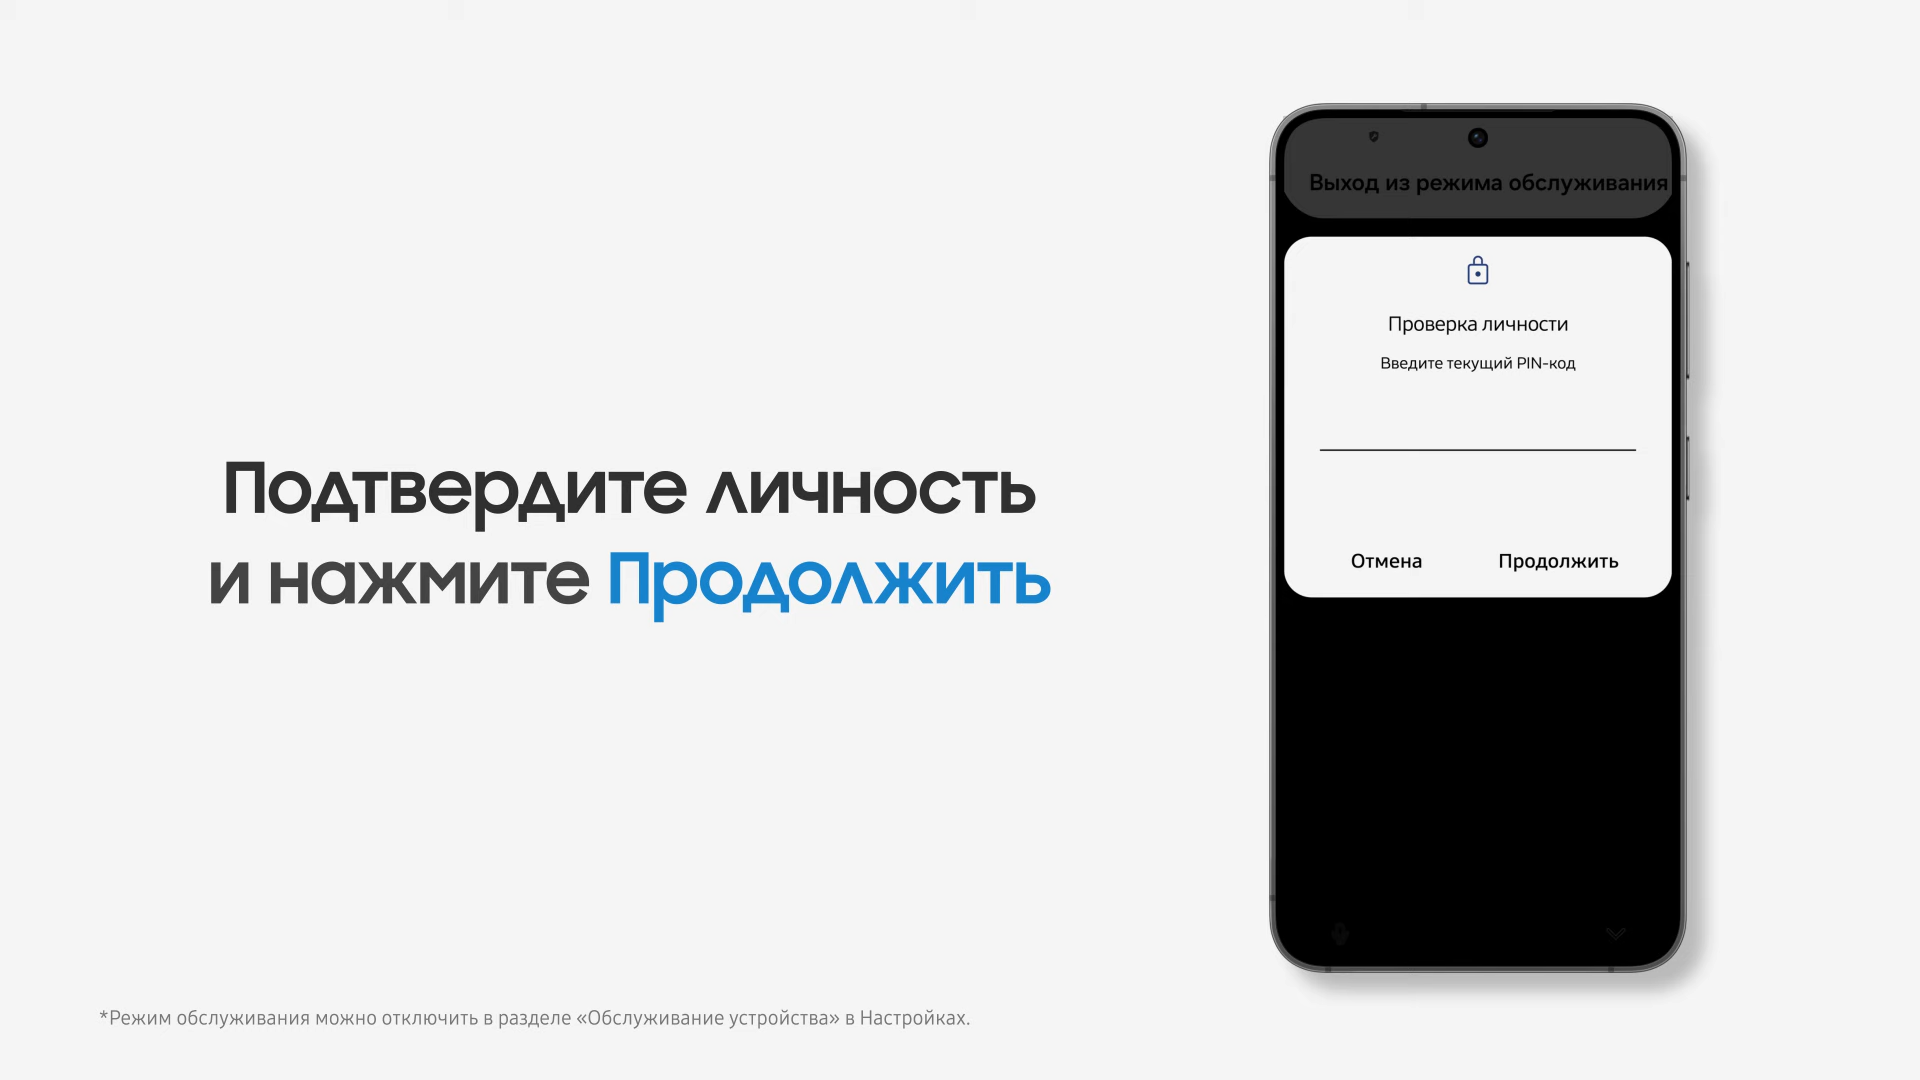 Подтвердите личность
и нажмите Продолжить
Выход из режима обслуживания
Проверка личности
Введите текущий PIN-код
Отмена
Продолжить
*Режим обслуживания можно отключить в разделе «Обслуживание устройства» в Настройках.